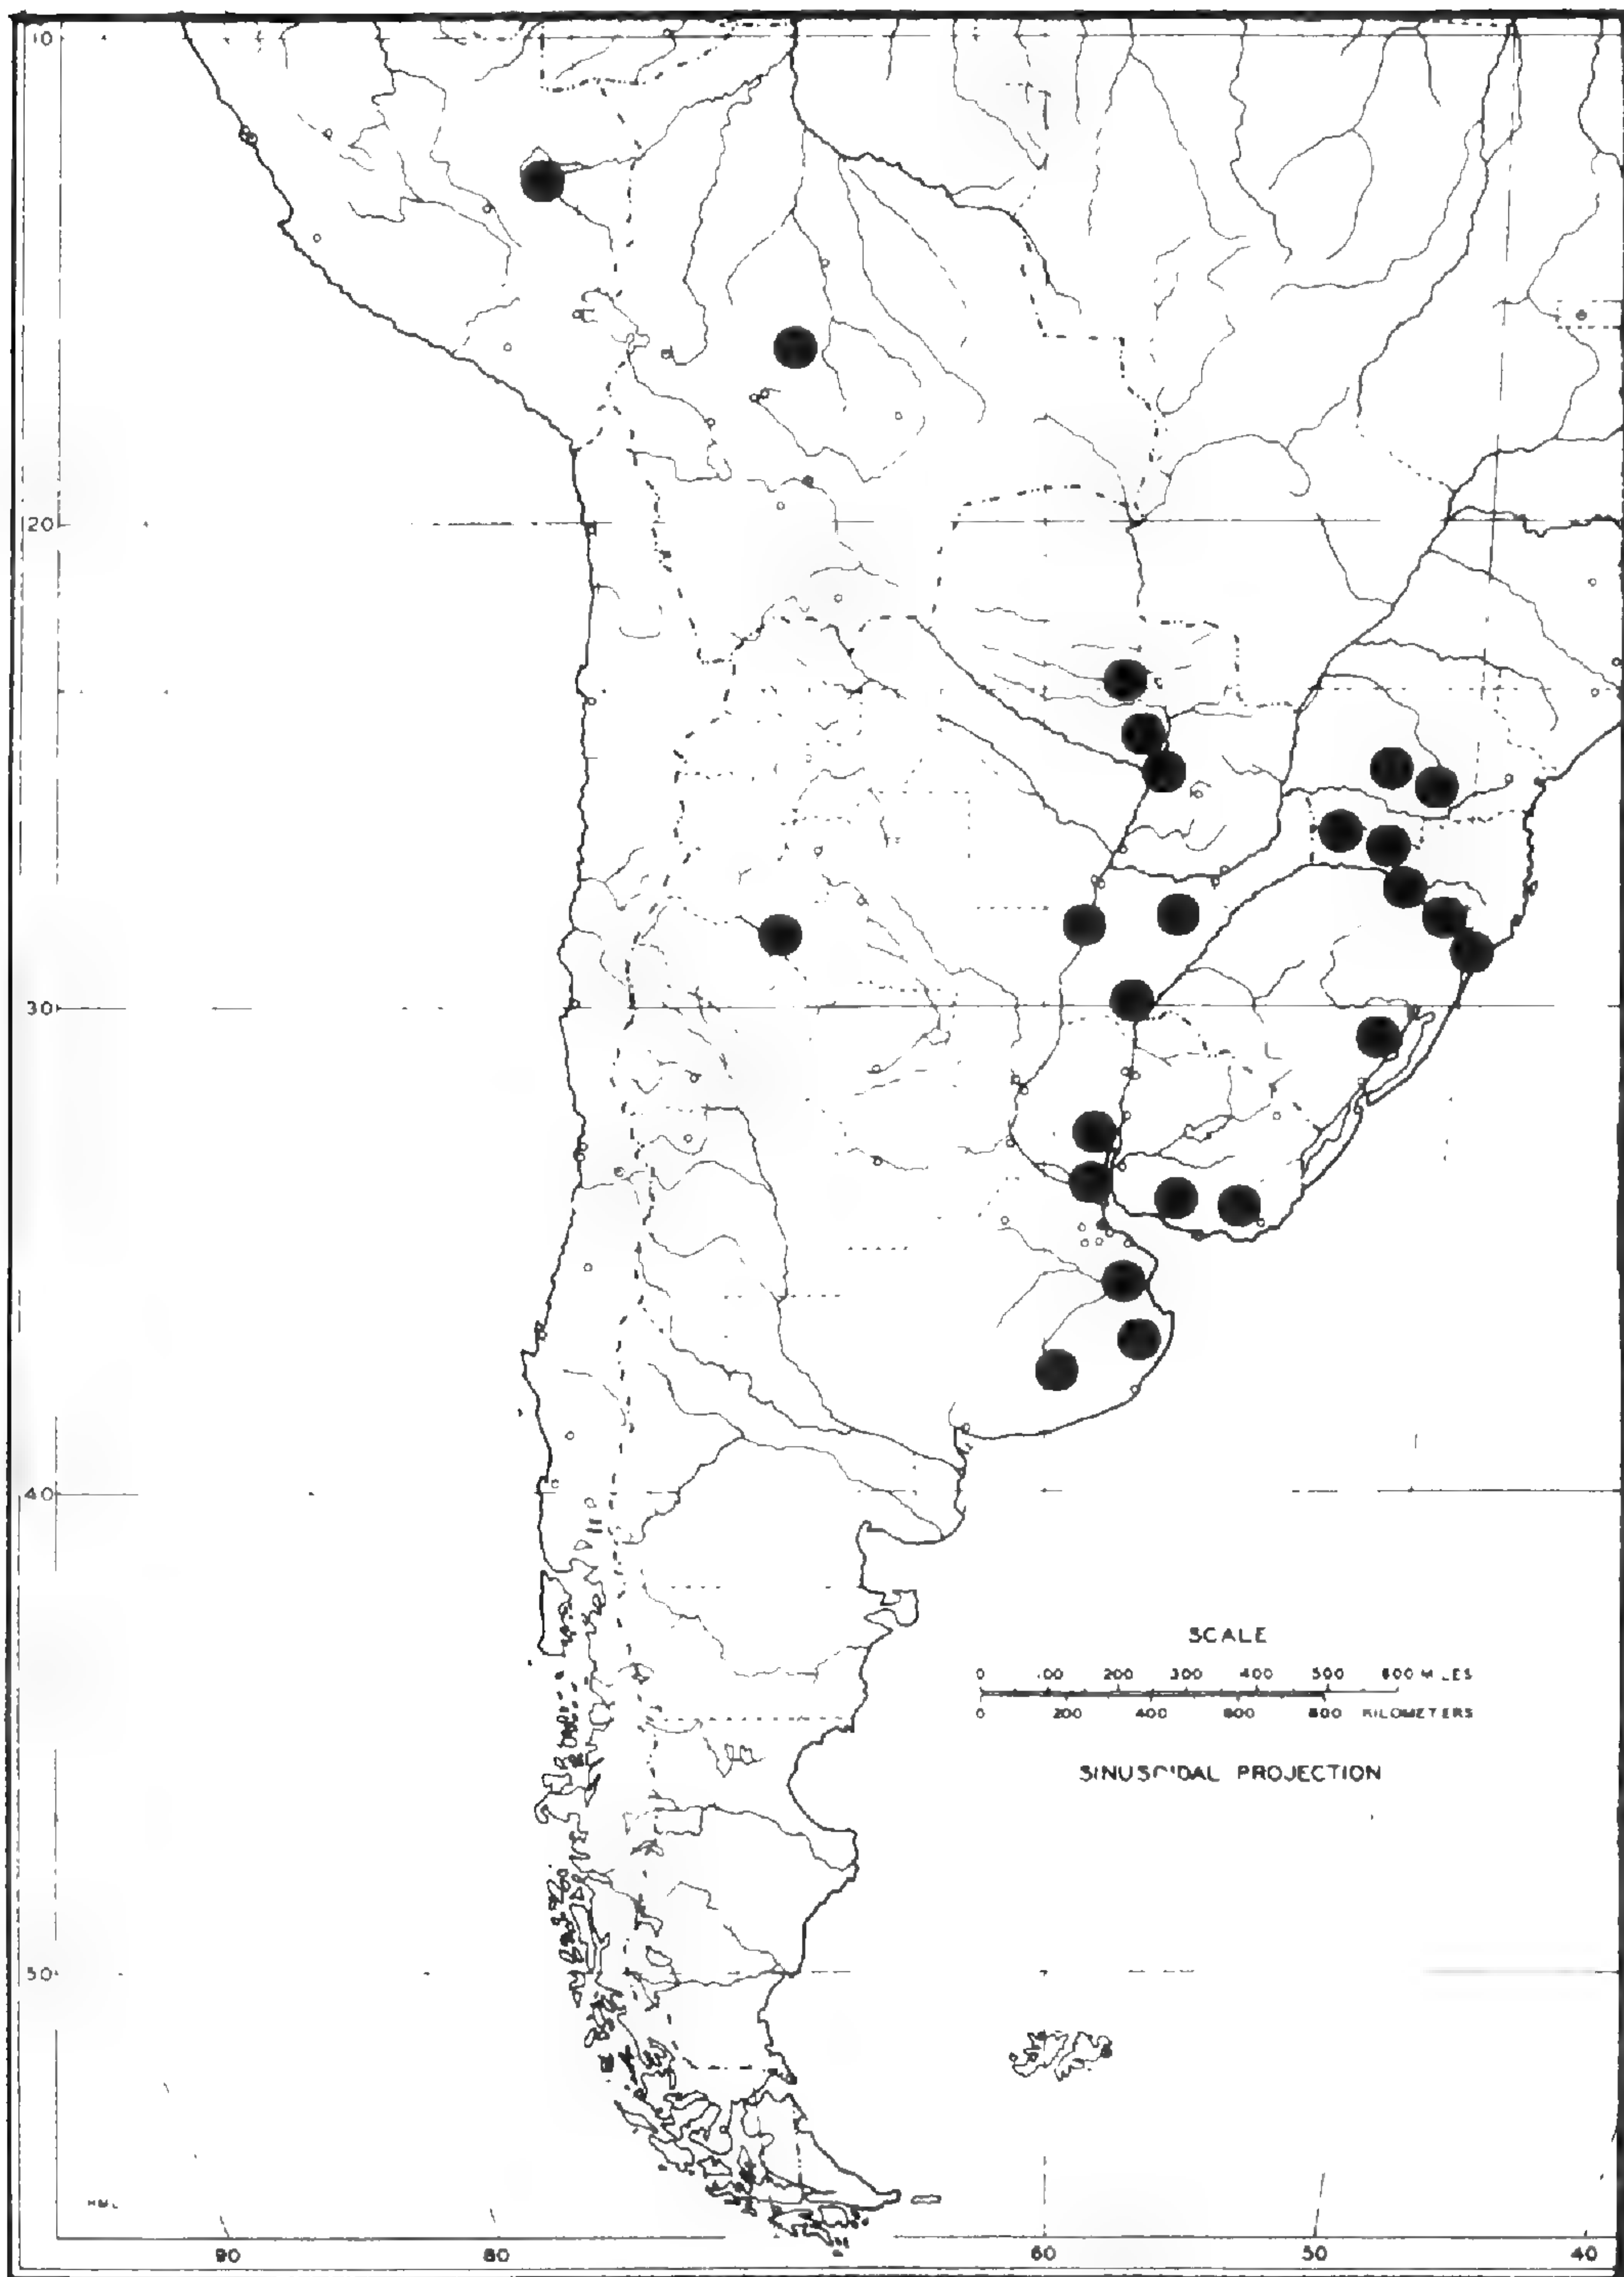 10
20
30
40
50
SCALE
0 100 200 300 400 500 600 MILES
0 200 400 600 800 KILOMETERS
SINUSOIDAL PROJECTION
HML
90 80 60 50 40